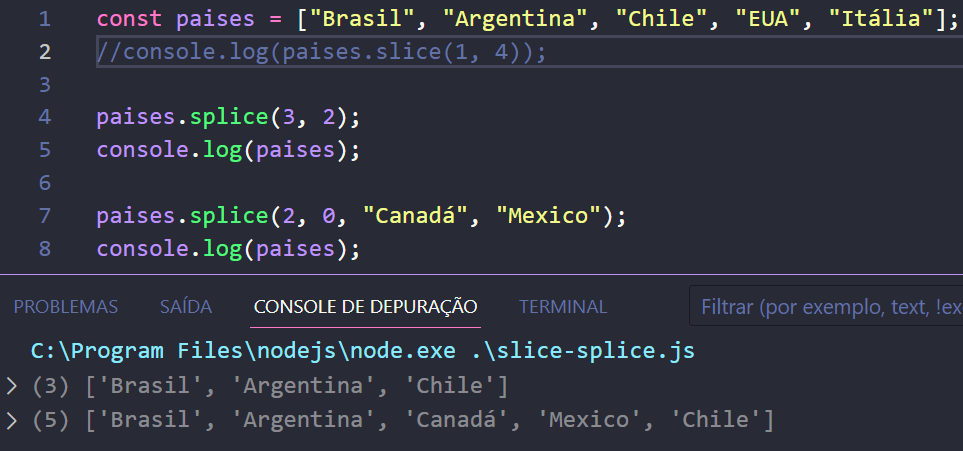 1 const paises = ["Brasil", "Argentina", "Chile", "EUA", "Itália"];
2 //console.log(paises.slice(1, 4));
3
4 paises.splice(3, 2);
5 console.log(paises);
6
7 paises.splice(2, 0, "Canadá", "Mexico");
8 console.log(paises);
PROBLEMAS SAÍDA CONSOLE DE DEPURAÇÃO TERMINAL Filtrar (por exemplo, text, !ex
C:\Program Files\nodejs\node.exe .\slice-splice.js
> (3) ['Brasil', 'Argentina', 'Chile']
> (5) ['Brasil', 'Argentina', 'Canadá', 'Mexico', 'Chile']